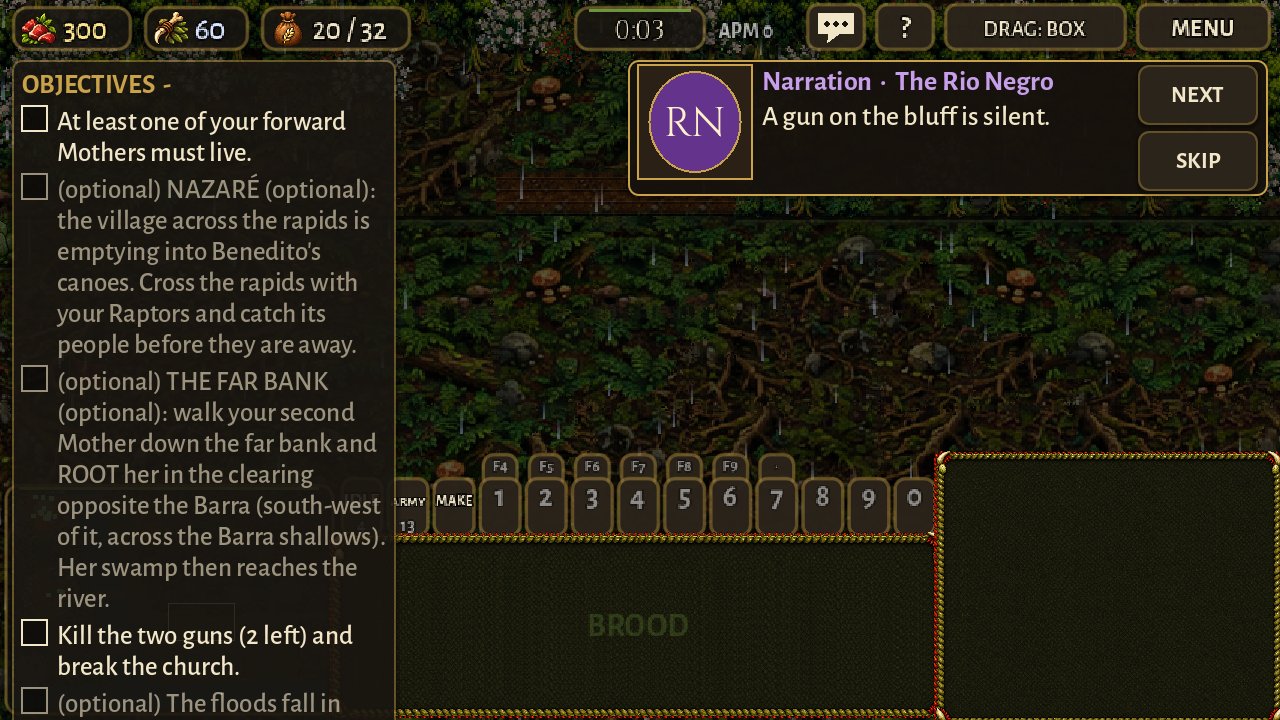 300
60
20 / 32
0:03
APM 0
?
DRAG: BOX
MENU
OBJECTIVES -
At least one of your forward
Mothers must live.
(optional) NAZARÉ (optional):
the village across the rapids is
emptying into Benedito's
canoes. Cross the rapids with
your Raptors and catch its
people before they are away.
(optional) THE FAR BANK
(optional): walk your second
Mother down the far bank and
ROOT her in the clearing
opposite the Barra (south-west
of it, across the Barra shallows).
Her swamp then reaches the
river.
Kill the two guns (2 left) and
break the church.
(optional) The floods fall in
RN
Narration · The Rio Negro
A gun on the bluff is silent.
NEXT
SKIP
F4
F5
F6
F7
F8
F9
13
MAKE
1
2
3
4
5
6
7
8
9
0
BROOD